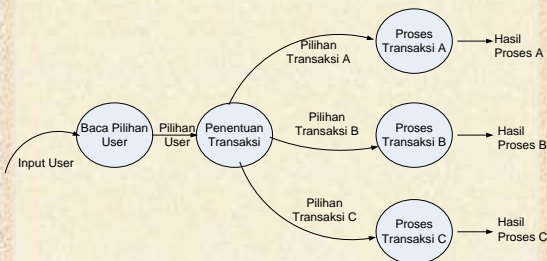 Input User
Baca Pilihan
User
Pilihan
User
Penentuan
Transaksi
Pilihan
Transaksi A
Proses
Transaksi A
Hasil
Proses A
Pilihan
Transaksi B
Proses
Transaksi B
Hasil
Proses B
Pilihan
Transaksi C
Proses
Transaksi C
Hasil
Proses C